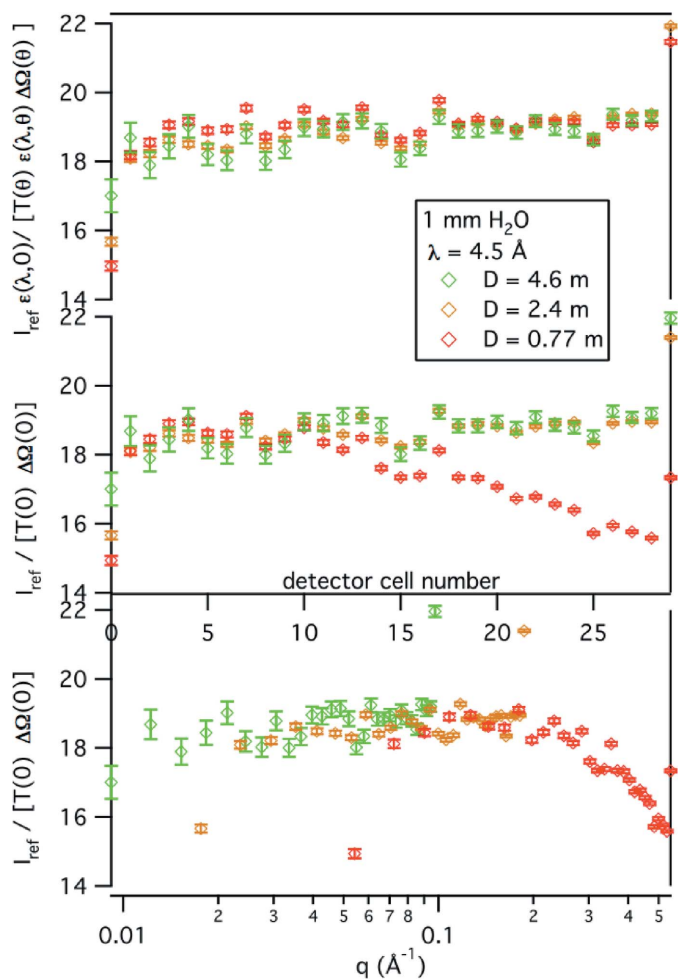 22
20
18
16
14
I_ref ε(λ,0)/ [T(θ) ε(λ,θ) ΔΩ(θ) ]
1 mm H₂O
λ = 4.5 Å
D = 4.6 m
D = 2.4 m
D = 0.77 m
22
20
18
16
14
I_ref / [T(0) ΔΩ(0)]
detector cell number
0 5 10 15 20 25
22
20
18
16
14
I_ref / [T(0) ΔΩ(0)]
0.01 2 3 4 5 6 7 8 0.1 2 3 4 5
q (Å⁻¹)